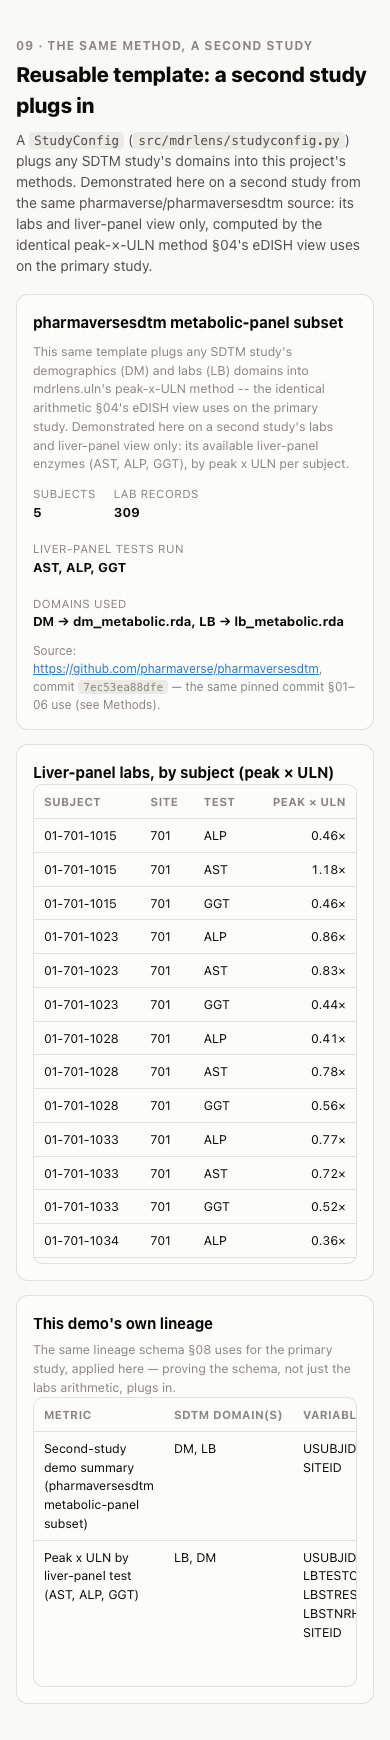 09 · THE SAME METHOD, A SECOND STUDY
Reusable template: a second study
plugs in
A StudyConfig ( src/mdrlens/studyconfig.py )
plugs any SDTM study's domains into this project's
methods. Demonstrated here on a second study from
the same pharmaverse/pharmaversesdtm source: its
labs and liver-panel view only, computed by the
identical peak-×-ULN method §04's eDISH view uses
on the primary study.
pharmaversesdtm metabolic-panel subset
This same template plugs any SDTM study's
demographics (DM) and labs (LB) domains into
mdrlens.uln's peak-x-ULN method -- the identical
arithmetic §04's eDISH view uses on the primary
study. Demonstrated here on a second study's labs
and liver-panel view only: its available liver-panel
enzymes (AST, ALP, GGT), by peak x ULN per subject.
SUBJECTS LAB RECORDS
5 309
LIVER-PANEL TESTS RUN
AST, ALP, GGT
DOMAINS USED
DM → dm_metabolic.rda, LB → lb_metabolic.rda
Source:
https://github.com/pharmaverse/pharmaversesdtm,
commit 7ec53ea88dfe — the same pinned commit §01–
06 use (see Methods).
Liver-panel labs, by subject (peak × ULN)
SUBJECT SITE TEST PEAK × ULN
01-701-1015 701 ALP 0.46×
01-701-1015 701 AST 1.18×
01-701-1015 701 GGT 0.46×
01-701-1023 701 ALP 0.86×
01-701-1023 701 AST 0.83×
01-701-1023 701 GGT 0.44×
01-701-1028 701 ALP 0.41×
01-701-1028 701 AST 0.78×
01-701-1028 701 GGT 0.56×
01-701-1033 701 ALP 0.77×
01-701-1033 701 AST 0.72×
01-701-1033 701 GGT 0.52×
01-701-1034 701 ALP 0.36×
This demo's own lineage
The same lineage schema §08 uses for the primary
study, applied here — proving the schema, not just the
labs arithmetic, plugs in.
METRIC SDTM DOMAIN(S) VARIABL
Second-study DM, LB USUBJID
demo summary SITEID
(pharmaversesdtm
metabolic-panel
subset)
Peak x ULN by LB, DM USUBJID
liver-panel test LBTESTC
(AST, ALP, GGT) LBSTRES
LBSTNRH
SITEID